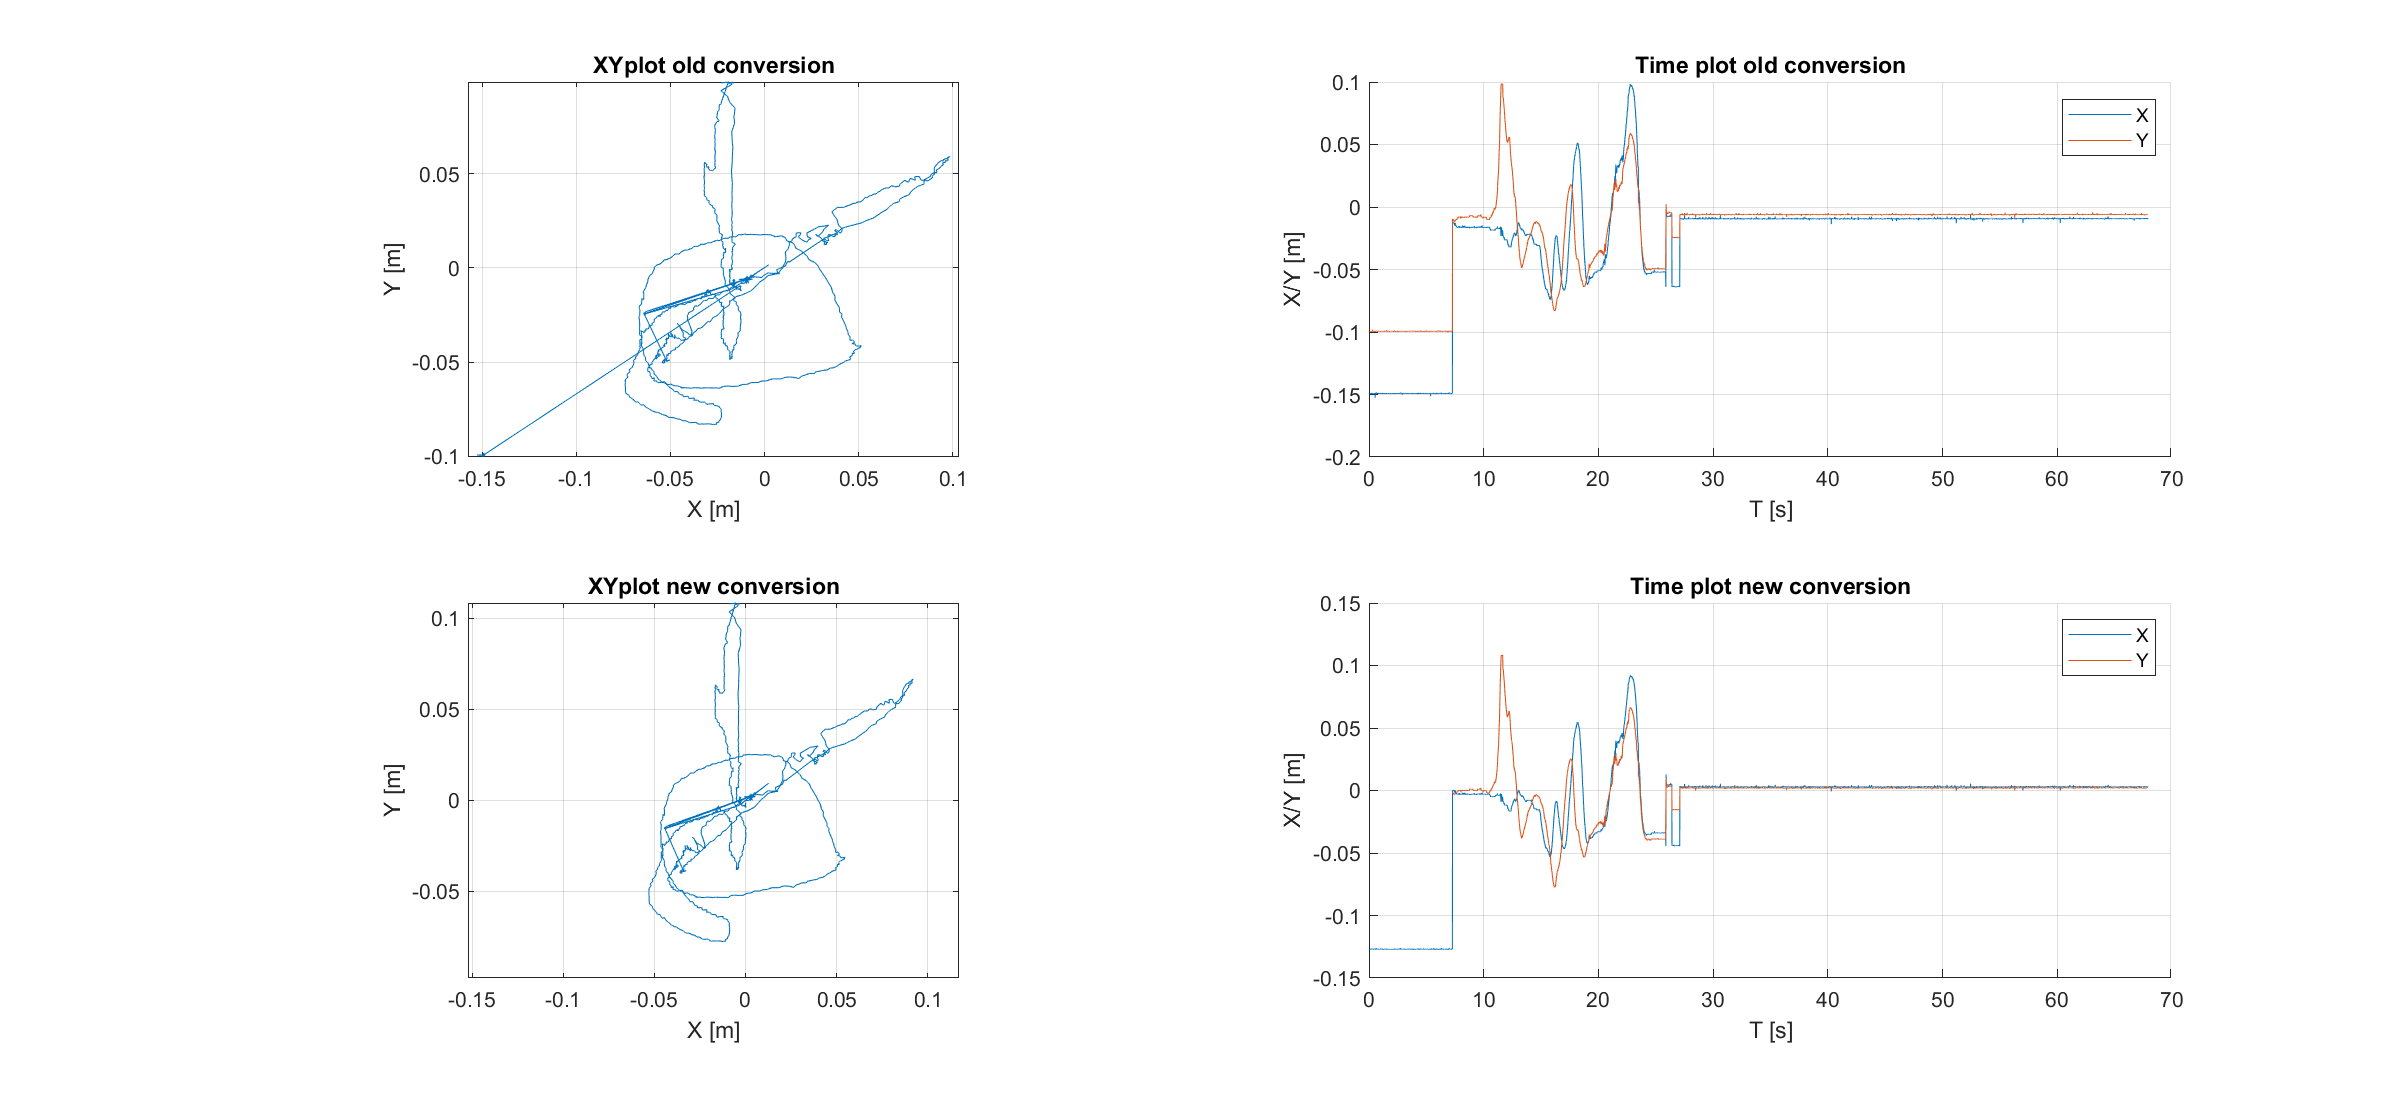 XYplot old conversion
0.05
0
-0.05
-0.1
Y [m]
-0.15 -0.1 -0.05 0 0.05 0.1
X [m]
Time plot old conversion
0.1
0.05
0
-0.05
-0.1
-0.15
-0.2
X/Y [m]
X
Y
0 10 20 30 40 50 60 70
T [s]
XYplot new conversion
0.1
0.05
0
-0.05
Y [m]
-0.15 -0.1 -0.05 0 0.05 0.1
X [m]
Time plot new conversion
0.15
0.1
0.05
0
-0.05
-0.1
-0.15
X/Y [m]
X
Y
0 10 20 30 40 50 60 70
T [s]